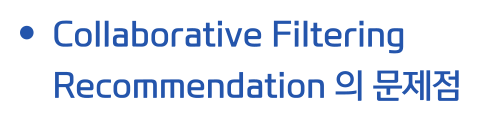 • Collaborative Filtering
Recommendation 의 문제점